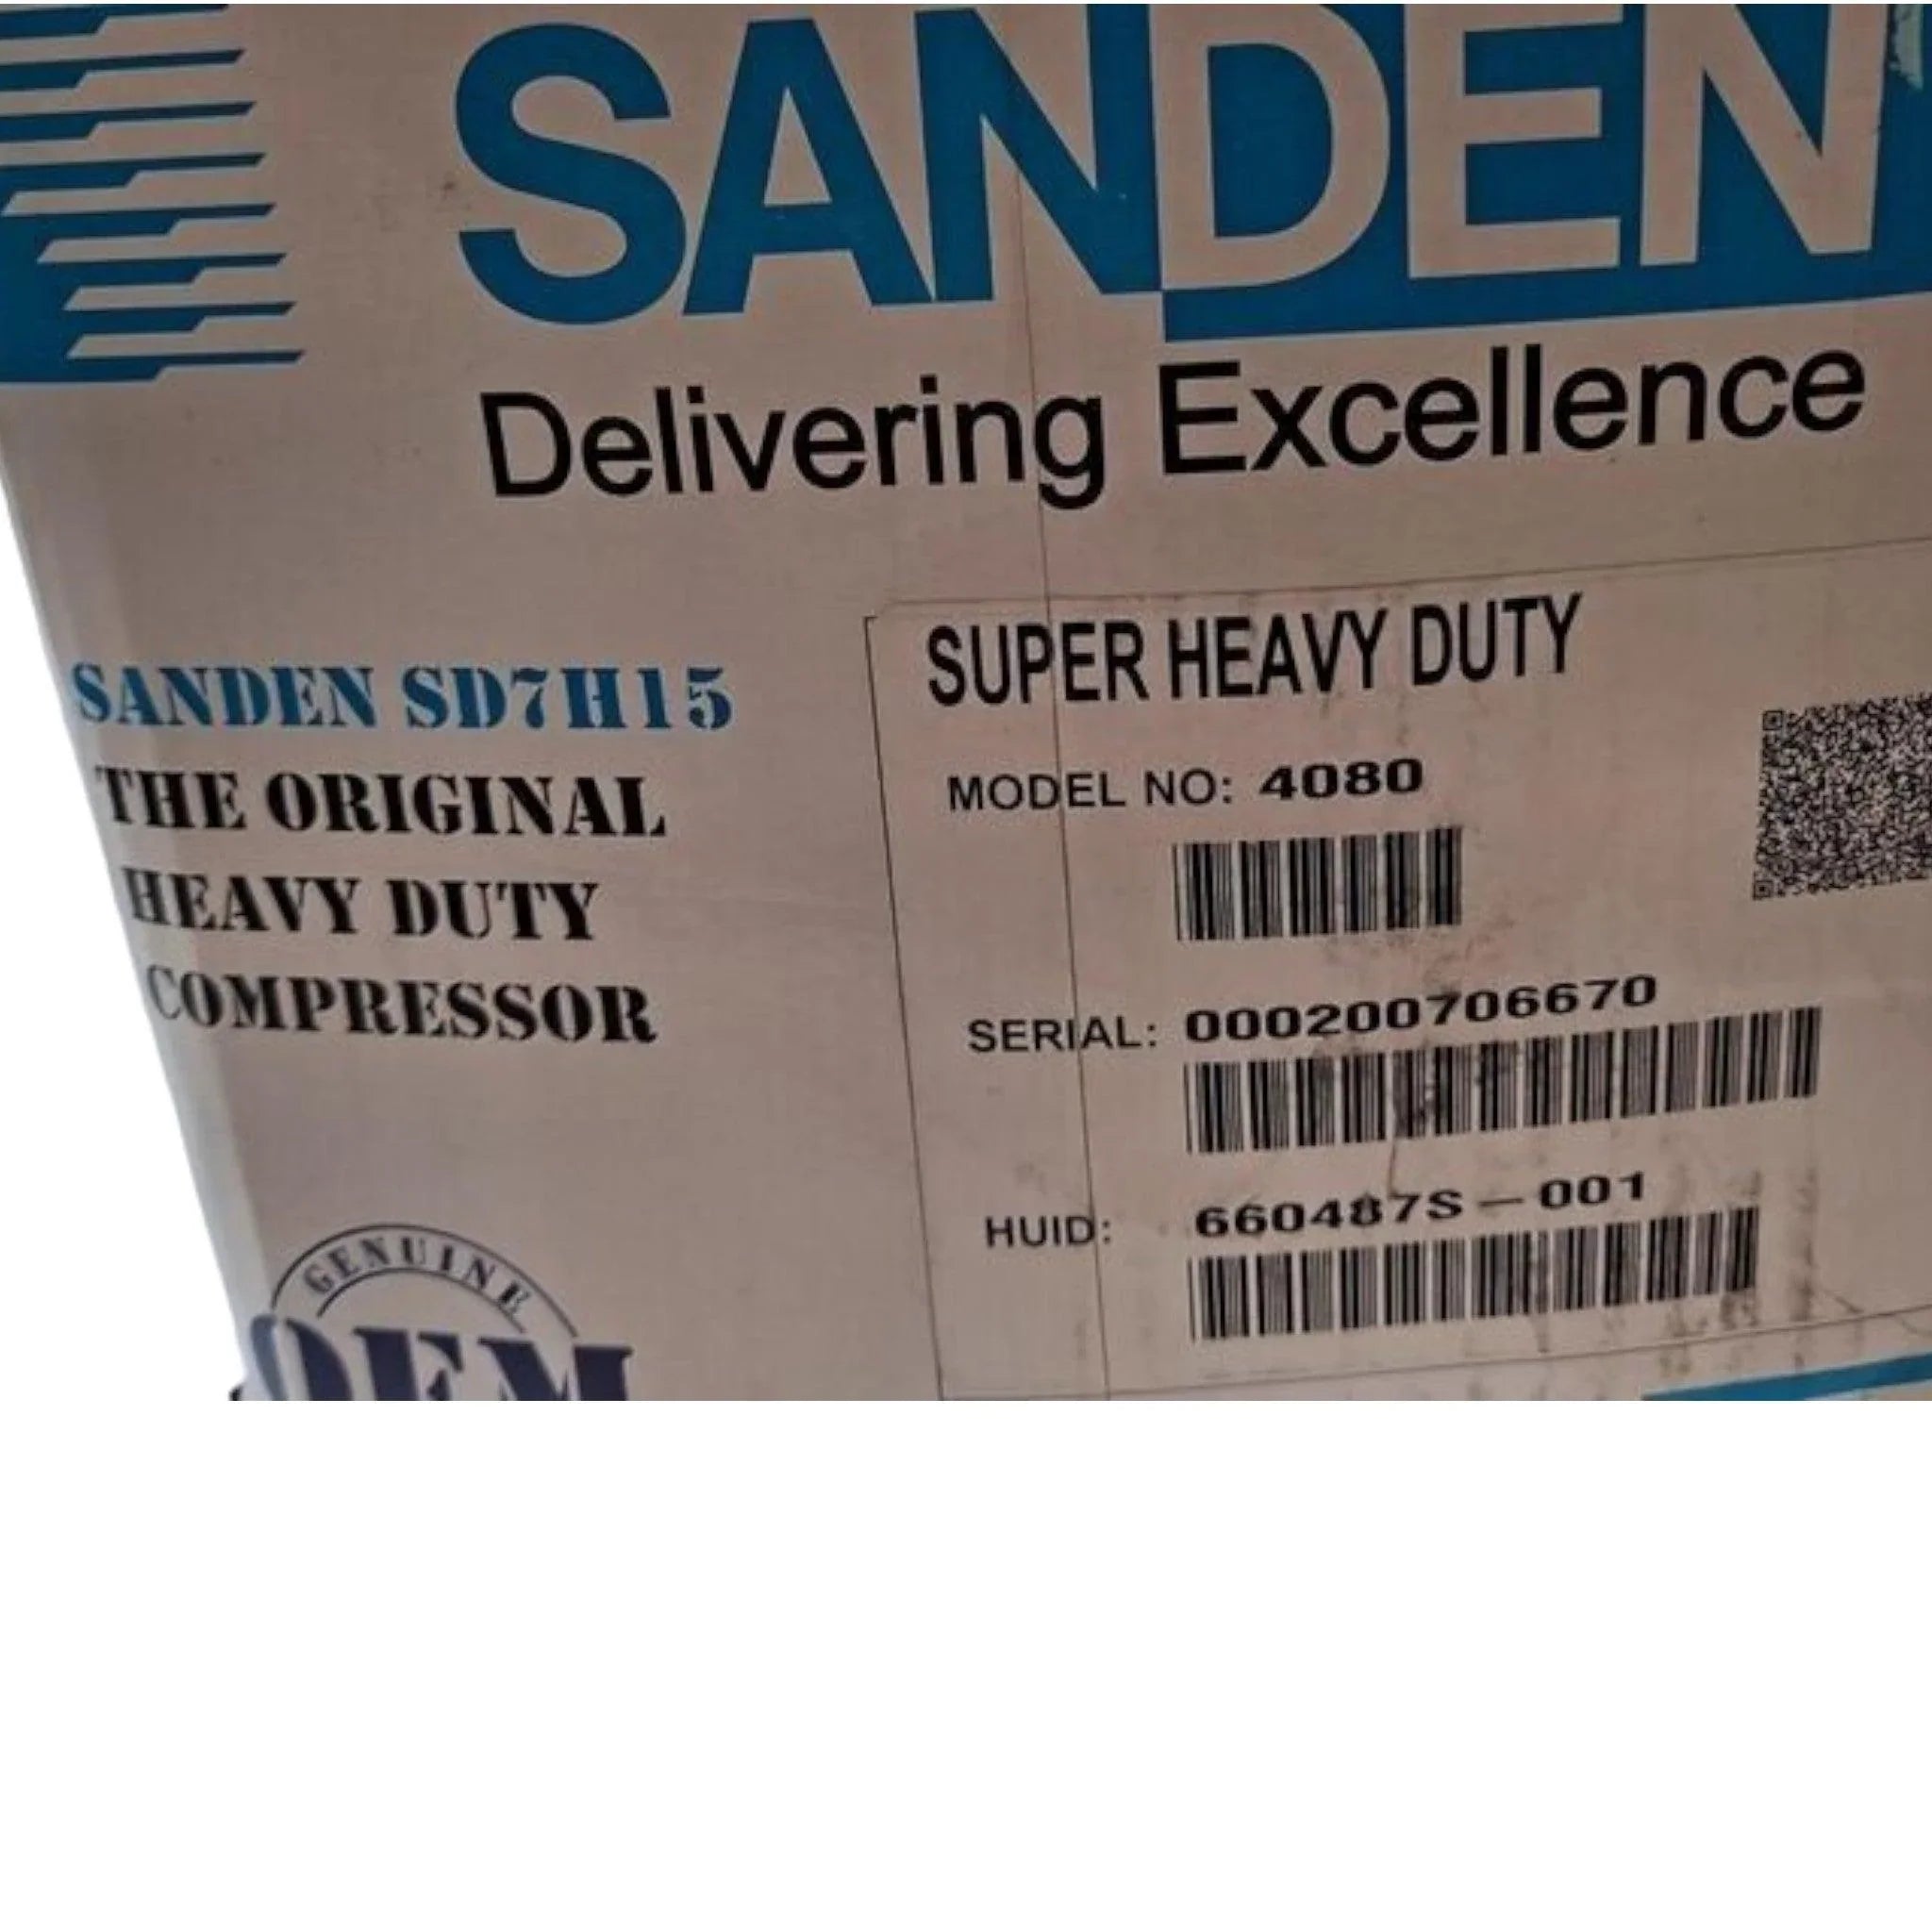 SANDEN
Delivering Excellence
SANDEN SD7H15
THE ORIGINAL
HEAVY DUTY
COMPRESSOR
GENUINE
OEM
SUPER HEAVY DUTY
MODEL NO: 4080
SERIAL: 000200706670
HUID: 660487S-001